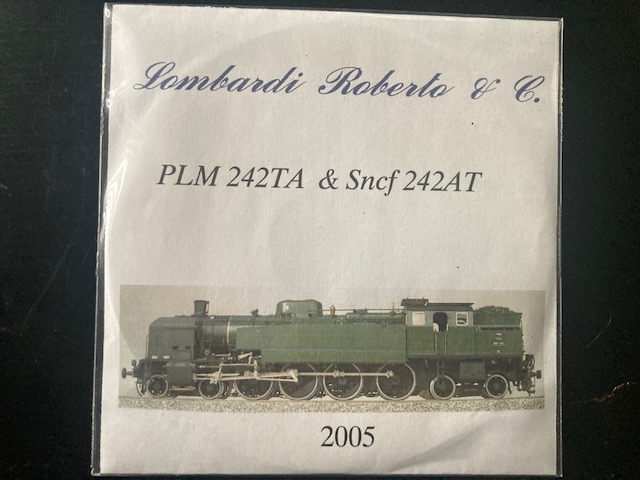 Lombardi Roberto & C.
PLM 242TA & Sncf 242AT
2005